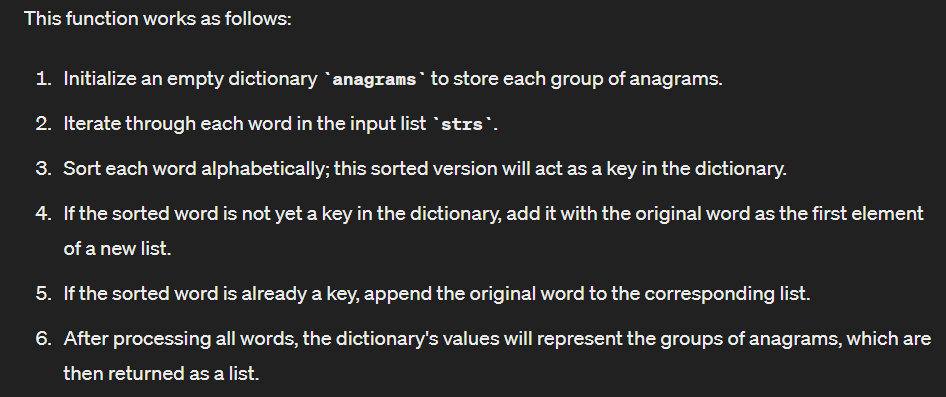 This function works as follows:
1. Initialize an empty dictionary `anagrams` to store each group of anagrams.
2. Iterate through each word in the input list `strs`.
3. Sort each word alphabetically; this sorted version will act as a key in the dictionary.
4. If the sorted word is not yet a key in the dictionary, add it with the original word as the first element
of a new list.
5. If the sorted word is already a key, append the original word to the corresponding list.
6. After processing all words, the dictionary's values will represent the groups of anagrams, which are
then returned as a list.